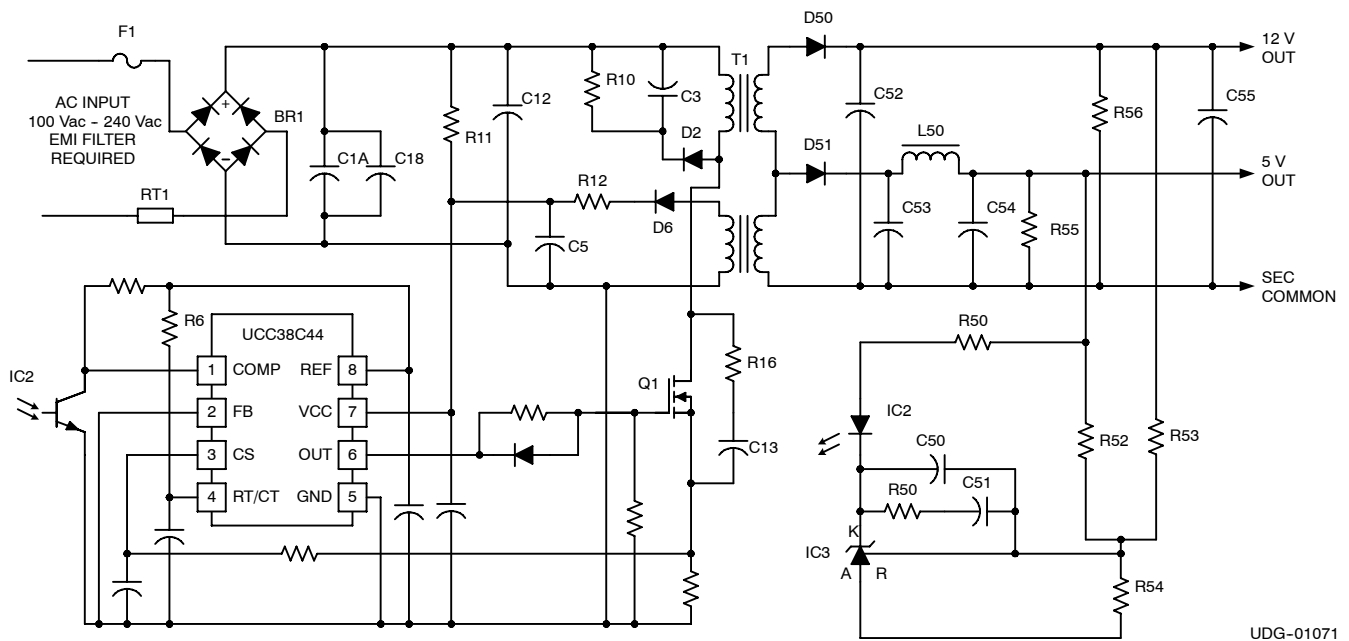 F1
AC INPUT
100 Vac - 240 Vac
EMI FILTER
REQUIRED
+
-
BR1
RT1
C1A
C18
R11
C12
R10
C3
D2
T1
R12
D6
C5
D50
D51
C52
L50
C53
C54
R55
R56
C55
12 V
OUT
5 V
OUT
SEC
COMMON
R6
UCC38C44
1 COMP
2 FB
3 CS
4 RT/CT
REF 8
VCC 7
OUT 6
GND 5
IC2
Q1
R16
C13
R50
IC2
C50
R50
C51
R52
R53
K
IC3
A
R
R54
UDG-01071